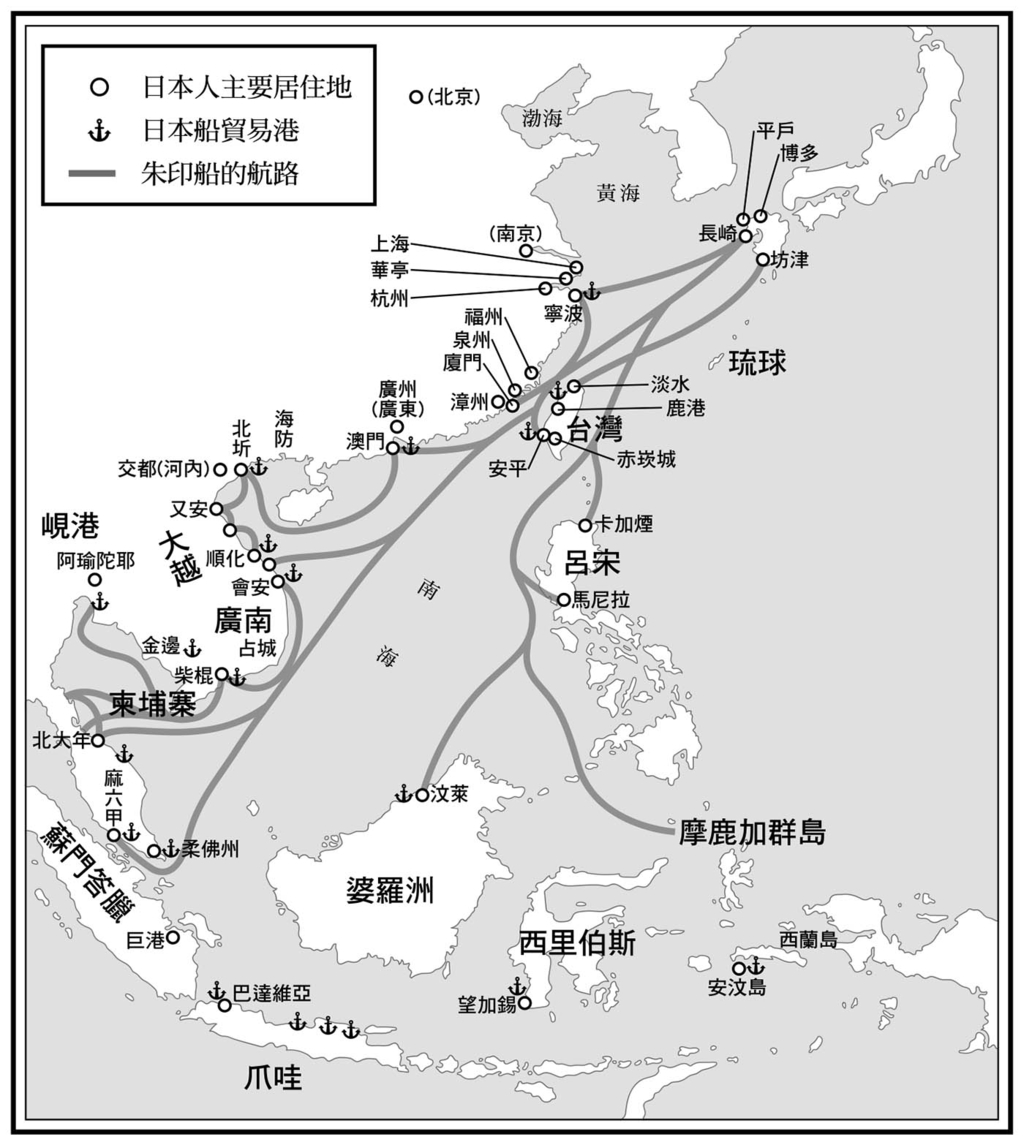 日本人主要居住地
日本船貿易港
朱印船的航路
(北京)
渤海
平戶
博多
黃海
長崎
坊津
(南京)
上海
華亭
杭州
寧波
福州
泉州
廈門
漳州
琉球
淡水
鹿港
台灣
安平
赤崁城
廣州
(廣東)
澳門
海防
北圻
交都(河內)
又安
大越
順化
會安
廣南
占城
峴港
阿瑜陀耶
金邊
柴棍
柬埔寨
北大年
麻六甲
柔佛州
蘇門答臘
巨港
南海
卡加煙
呂宋
馬尼拉
汶萊
婆羅洲
摩鹿加群島
西里伯斯
望加錫
西蘭島
安汶島
巴達維亞
爪哇